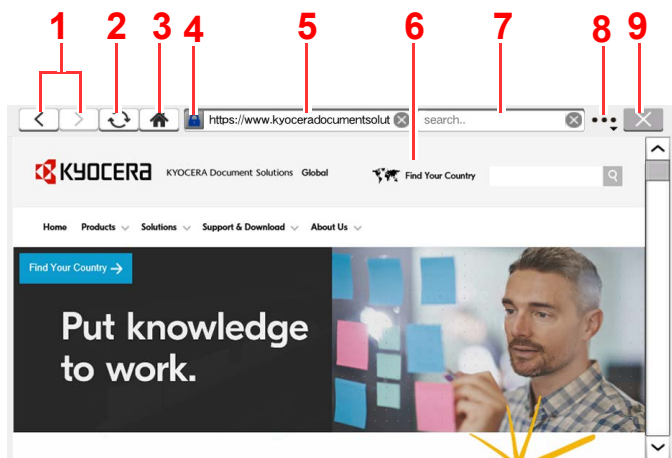 1 2 3 4 5 6 7 8 9
https://www.kyoceradocumentsolut search..
KYOCERA KYOCERA Document Solutions Global Find Your Country
Home Products Solutions Support & Download About Us
Find Your Country →
Put knowledge
to work.